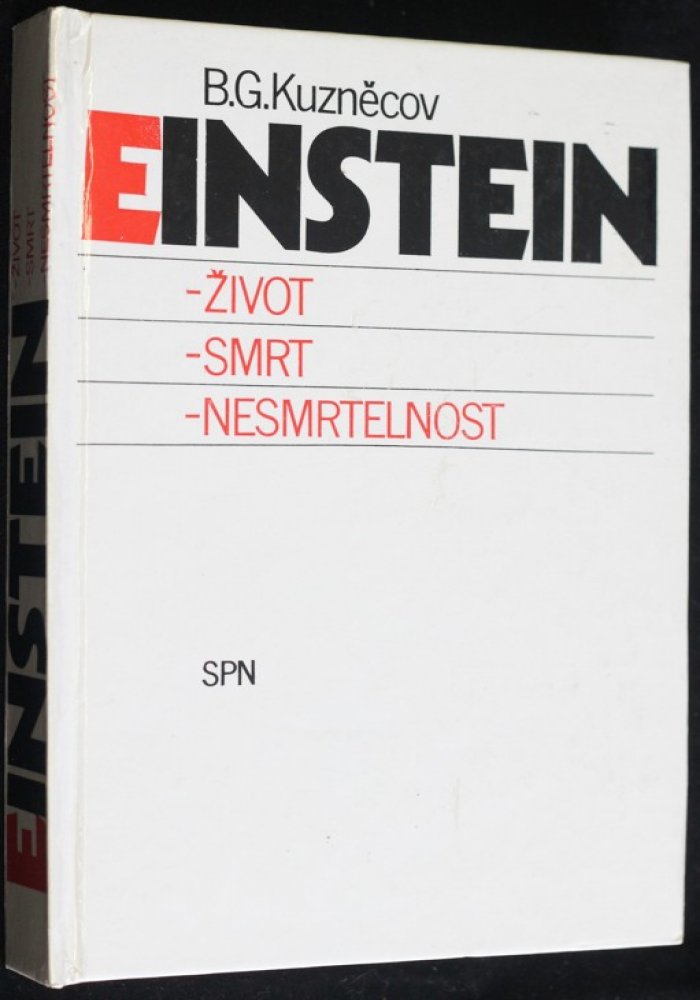 B.G.Kuzněcov
EINSTEIN
-ŽIVOT
-SMRT
-NESMRTELNOST
SPN
EINSTEIN
-ŽIVOT
-SMRT
-NESMRTELNOST